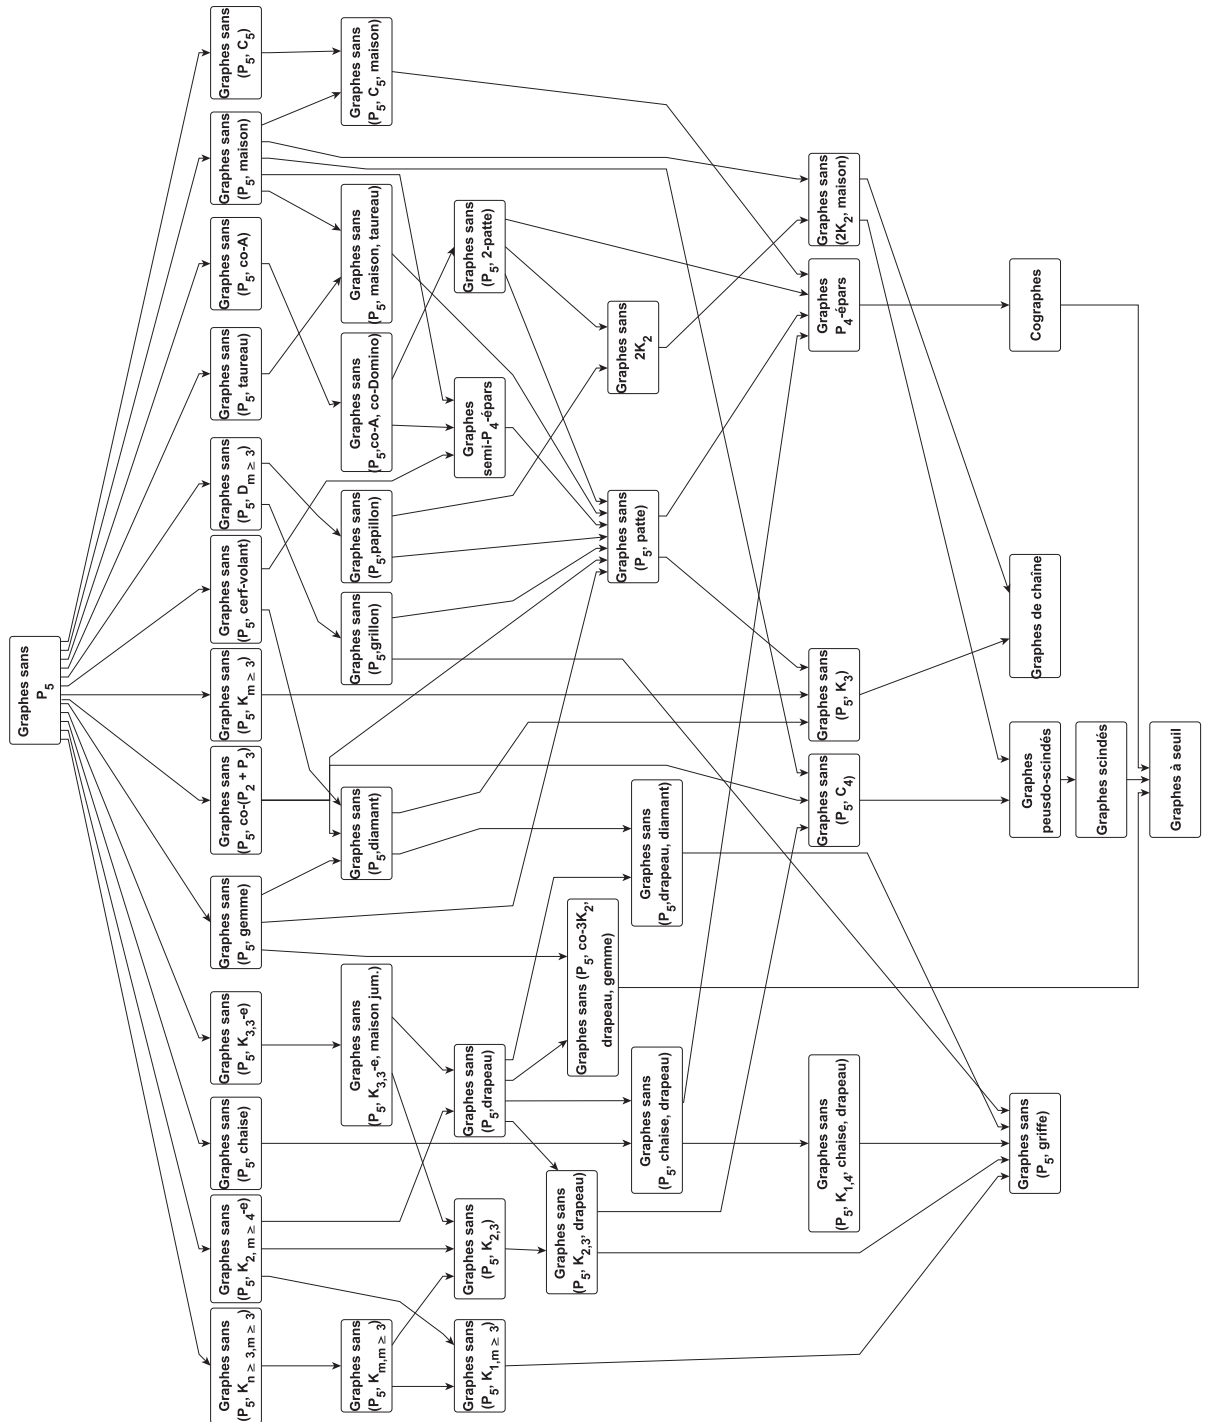 Graphes sans
P5
Graphes sans
(P5, Kn ≥ 3,m ≥ 3)
Graphes sans
(P5, K2, m ≥ 4-e)
Graphes sans
(P5, chaise)
Graphes sans
(P5, K3,3-e)
Graphes sans
(P5, gemme)
Graphes sans
(P5, co-(P2 + P3)
Graphes sans
(P5, Km ≥ 3)
Graphes sans
(P5, cerf-volant)
Graphes sans
(P5, Dm ≥ 3)
Graphes sans
(P5, taureau)
Graphes sans
(P5, co-A)
Graphes sans
(P5, maison)
Graphes sans
(P5, C5)
Graphes sans
(P5, Km,m ≥ 3)
Graphes sans
(P5, K3,3-e, maison jum.)
Graphes sans
(P5,diamant)
Graphes sans
(P5,grillon)
Graphes sans
(P5,papillon)
Graphes sans
(P5,co-A, co-Domino)
Graphes sans
(P5, maison, taureau)
Graphes sans
(P5, C5, maison)
Graphes sans
(P5, K1,m ≥ 3)
Graphes sans
(P5, K2,3)
Graphes sans
(P5,drapeau)
Graphes
semi-P4-épars
Graphes sans
(P5, 2-patte)
Graphes sans
(P5, K2,3, drapeau)
Graphes sans (P5, co-3K2,
drapeau, gemme)
Graphes sans
(P5, patte)
Graphes sans
2K2
Graphes sans
(P5, chaise, drapeau)
Graphes sans
(P5,drapeau, diamant)
Graphes sans
(P5, K1,4, chaise, drapeau)
Graphes sans
(P5, C4)
Graphes sans
(P5, K3)
Graphes
P4-épars
Graphes sans
(2K2, maison)
Graphes sans
(P5, griffe)
Graphes
peusdo-scindés
Graphes de chaîne
Cographes
Graphes scindés
Graphes à seuil